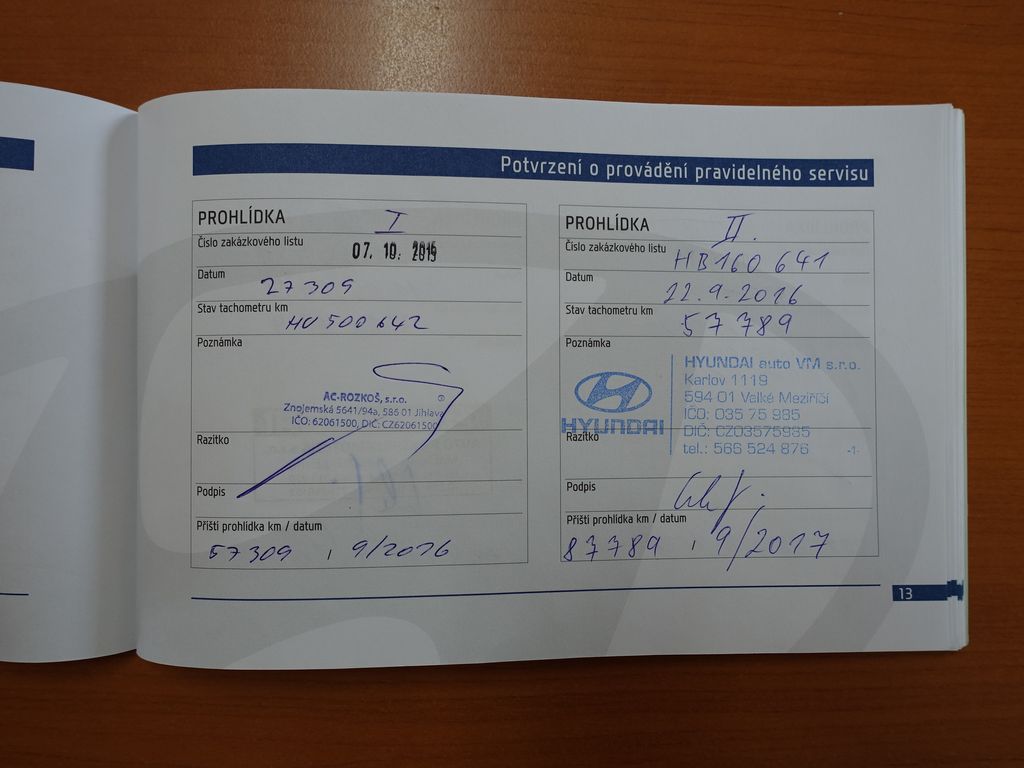 Potvrzení o provádění pravidelného servisu
PROHLÍDKA I
Číslo zakázkového listu 07. 10. 2015
Datum 27309
Stav tachometru km HU500642
Poznámka
AC-ROZKOŠ, s.r.o.
Znojemská 5641/94a, 586 01 Jihlava
IČO: 62061500, DIČ: CZ62061500
Razítko
Podpis
Příští prohlídka km / datum
57309 , 9/2016
PROHLÍDKA II.
Číslo zakázkového listu HB160 641
Datum 22.9.2016
Stav tachometru km 57789
Poznámka
HYUNDAI
HYUNDAI auto VM s.r.o.
Karlov 1119
594 01 Velké Meziříčí
IČO: 035 75 985
DIČ: CZ03575985
tel.: 566 524 876 -1-
Razítko
Podpis
Příští prohlídka km / datum
87789 , 9/2017
13